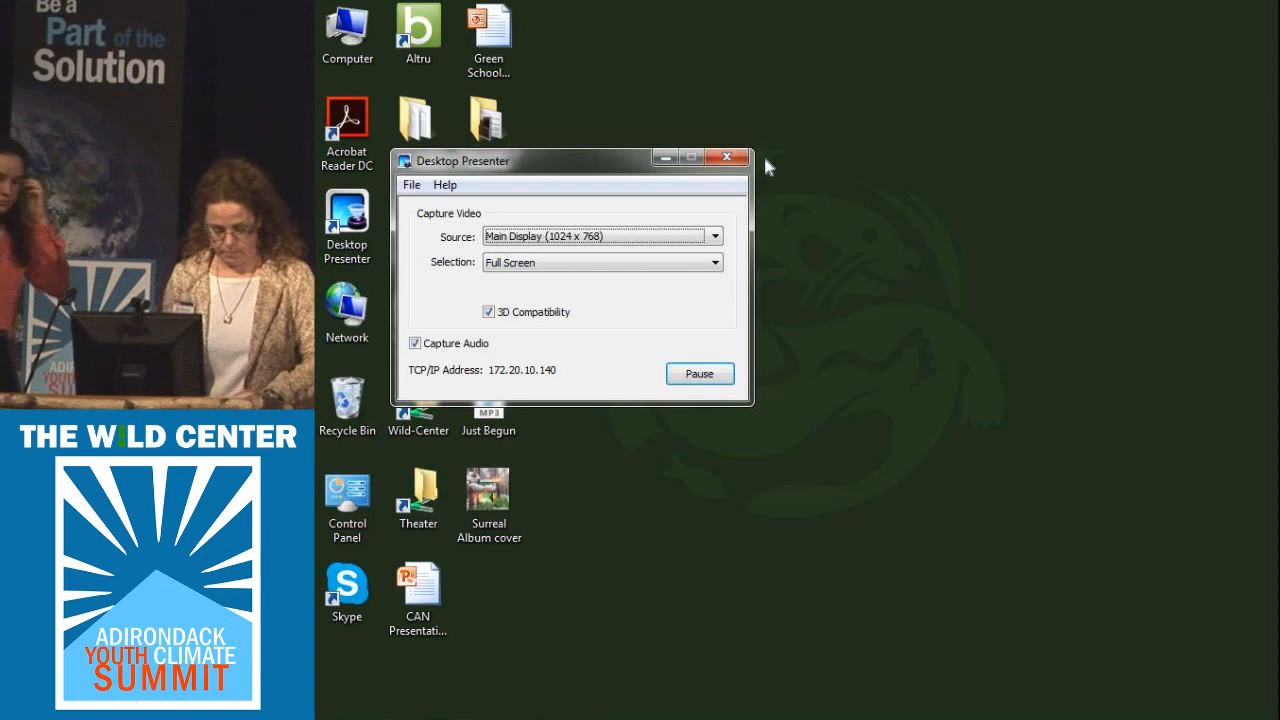 Be a
Part of the
Solution
ADIR
YOUTH
SUMM
THE WILD CENTER
ADIRONDACK
YOUTH CLIMATE
SUMMIT
Computer
Altru
Green
School...
Acrobat
Reader DC
Desktop
Presenter
Network
Recycle Bin
Wild-Center
MP3
Just Begun
Control
Panel
Theater
Surreal
Album cover
S
Skype
CAN
Presentati...
Desktop Presenter
File Help
Capture Video
Source: Main Display (1024 x 768)
Selection: Full Screen
3D Compatibility
Capture Audio
TCP/IP Address: 172.20.10.140
Pause